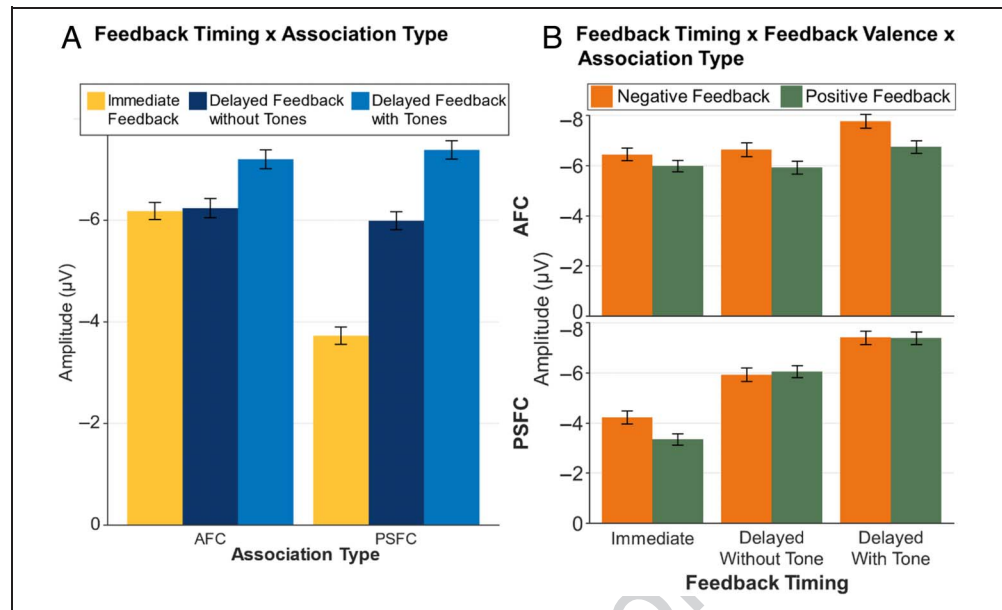 A Feedback Timing x Association Type
Immediate Feedback
Delayed Feedback without Tones
Delayed Feedback with Tones
Amplitude (µV)
–6
–4
–2
0
AFC
PSFC
Association Type
B Feedback Timing x Feedback Valence x
Association Type
Negative Feedback
Positive Feedback
AFC
PSFC
Amplitude (µV)
–8
–6
–4
–2
0
–8
–6
–4
–2
0
Immediate
Delayed Without Tone
Delayed With Tone
Feedback Timing